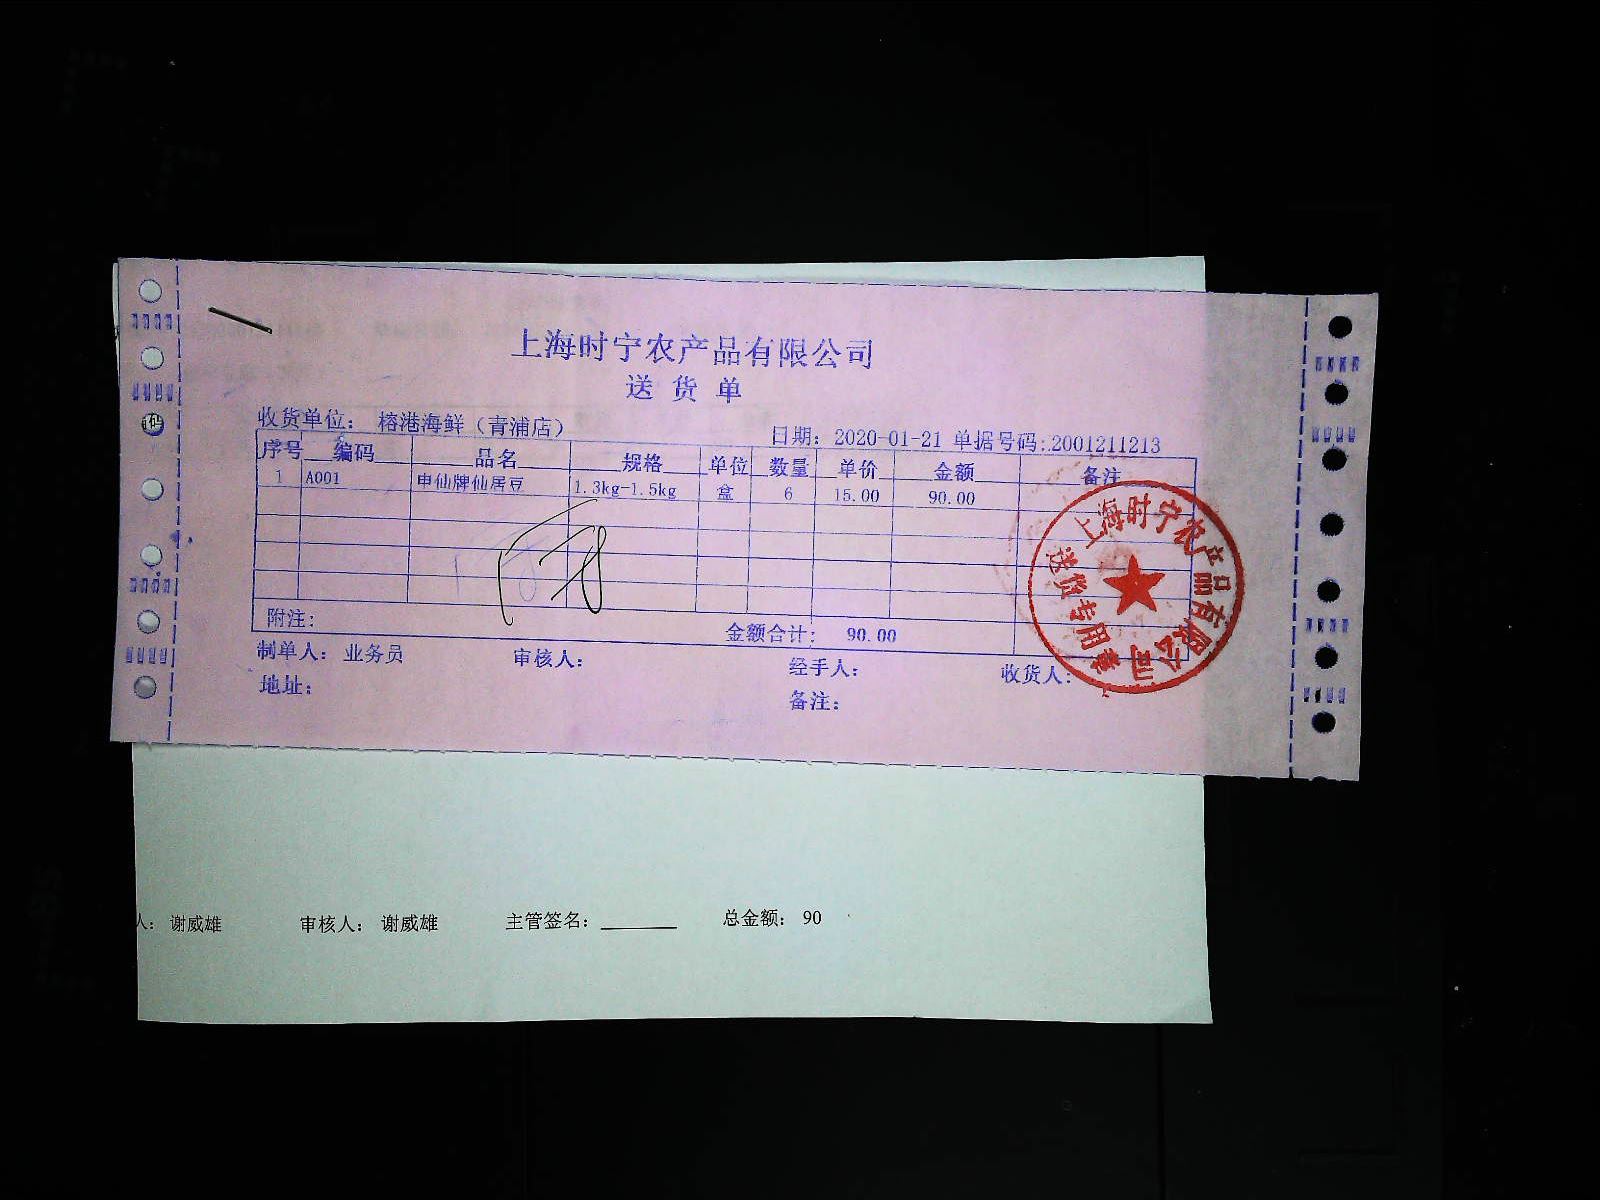 上海时宁农产品有限公司
送货单
收货单位: 榕港海鲜（青浦店） 日期: 2020-01-21 单据号码:2001211213
序号 编码 品名 规格 单位 数量 单价 金额 备注
1 A001 申仙牌仙居豆 1.3kg-1.5kg 盒 6 15.00 90.00
附注: 金额合计: 90.00
制单人: 业务员 审核人: 经手人: 收货人:
地址: 备注:
上海时宁农产品有限公司
送货专用章
码
人: 谢威雄 审核人: 谢威雄 主管签名: 总金额: 90